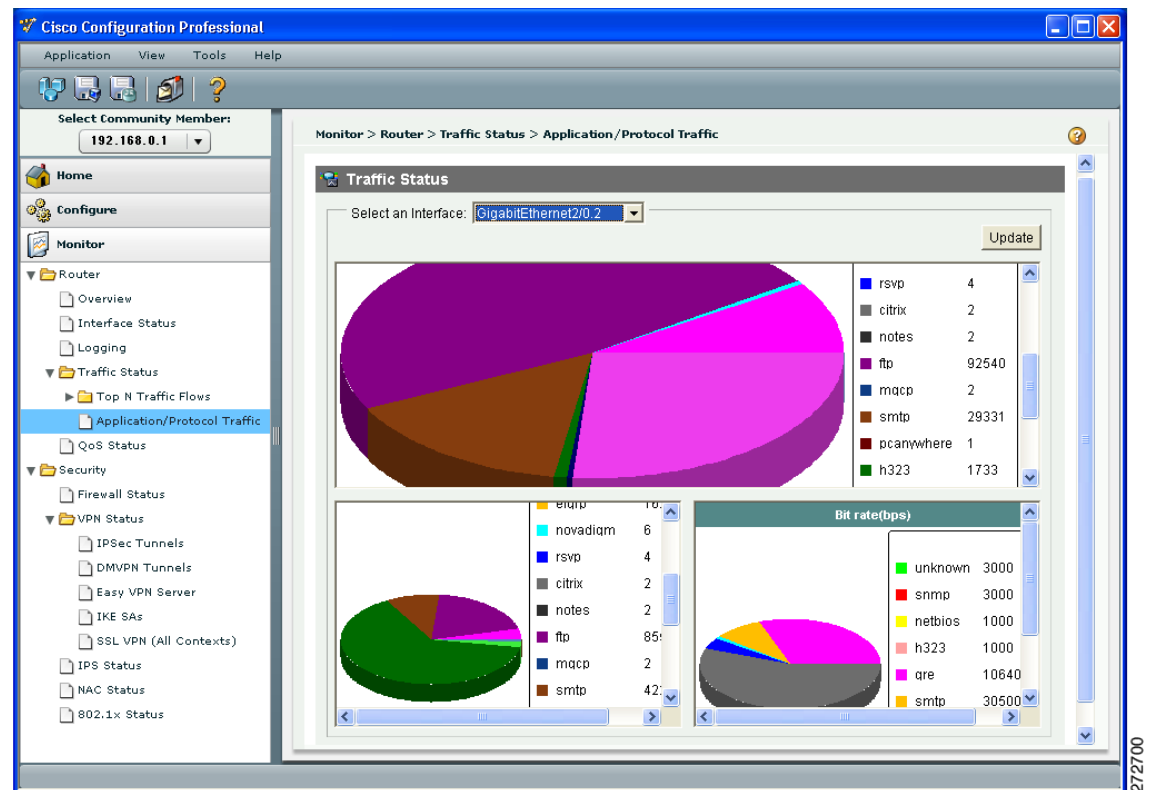 Cisco Configuration Professional
Application View Tools Help
Select Community Member:
192.168.0.1
Home
Configure
Monitor
Router
Overview
Interface Status
Logging
Traffic Status
Top N Traffic Flows
Application/Protocol Traffic
QoS Status
Security
Firewall Status
VPN Status
IPSec Tunnels
DMVPN Tunnels
Easy VPN Server
IKE SAs
SSL VPN (All Contexts)
IPS Status
NAC Status
802.1x Status
Monitor > Router > Traffic Status > Application/Protocol Traffic
Traffic Status
Select an Interface: GigabitEthernet2/0.2
Update
rsvp 4
citrix 2
notes 2
ftp 92540
mgcp 2
smtp 29331
pcanywhere 1
h323 1733
novadigm 6
rsvp 4
citrix 2
notes 2
ftp
mgcp 2
smtp
Bit rate(bps)
unknown 3000
snmp 3000
netbios 1000
h323 1000
gre 10640
smtp 30500
272700